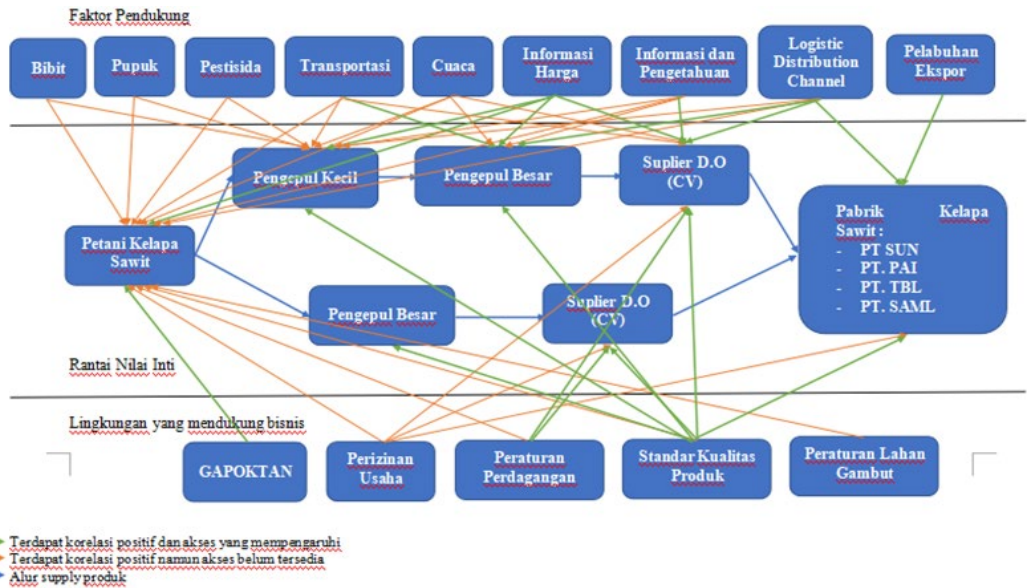 Faktor Pendukung
Bibit
Pupuk
Pestisida
Transportasi
Cuaca
Informasi
Harga
Informasi dan
Pengetahuan
Logistic
Distribution
Channel
Pelabuhan
Ekspor
Pengepul Kecil
Pengepul Besar
Suplier D.O
(CV)
Petani Kelapa
Sawit
Pabrik Kelapa
Sawit :
- PT SUN
- PT. PAI
- PT. TBL
- PT. SAML
Pengepul Besar
Suplier D.O
(CV)
Rantai Nilai Inti
Lingkungan yang mendukung bisnis
GAPOKTAN
Perizinan
Usaha
Peraturan
Perdagangan
Standar Kualitas
Produk
Peraturan Lahan
Gambut
Terdapat korelasi positif dan akses yang mempengaruhi
Terdapat korelasi positif namun akses belum tersedia
Alur supply produk